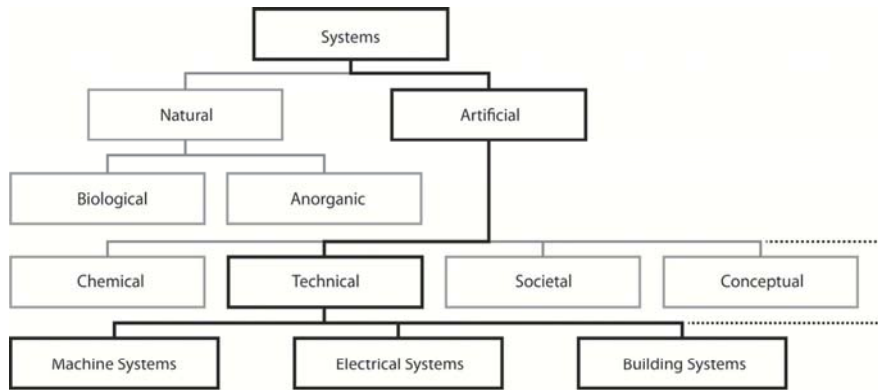 Systems
Natural
Artificial
Biological
Anorganic
Chemical
Technical
Societal
Conceptual
Machine Systems
Electrical Systems
Building Systems